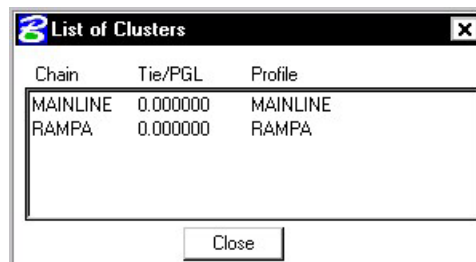 List of Clusters
Chain Tie/PGL Profile
MAINLINE 0.000000 MAINLINE
RAMPA 0.000000 RAMPA
Close